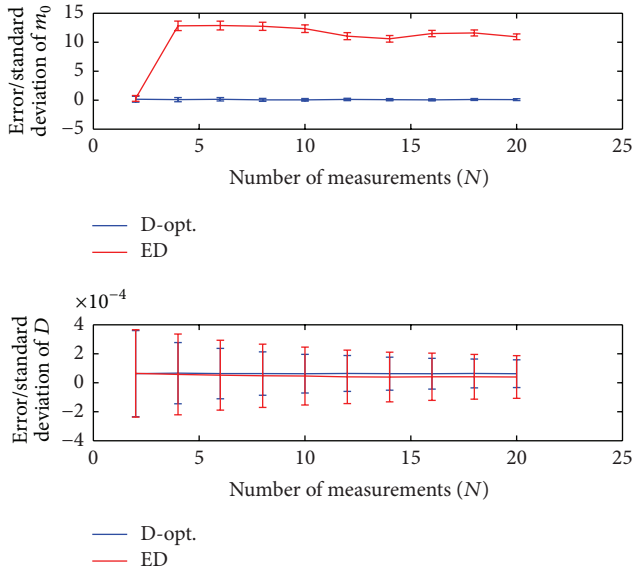 Error/standard
deviation of m0
15
10
5
0
−5
0 5 10 15 20 25
Number of measurements (N)
D-opt.
ED
×10−4
Error/standard
deviation of D
4
2
0
−2
−4
0 5 10 15 20 25
Number of measurements (N)
D-opt.
ED